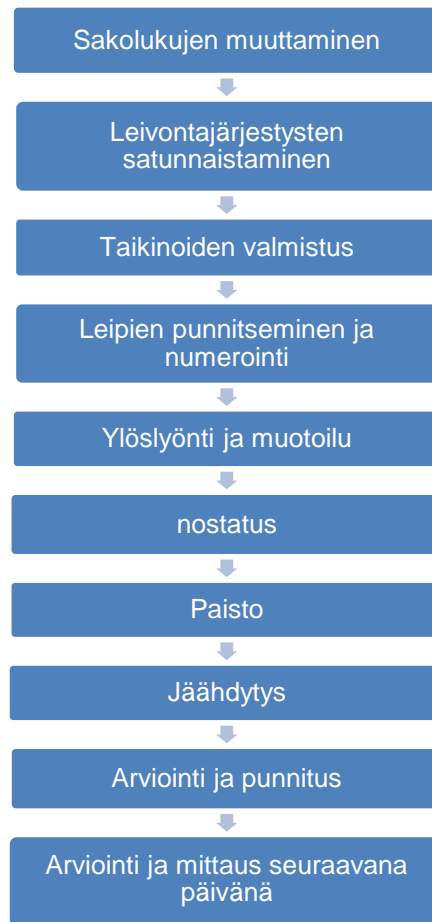 Sakolukujen muuttaminen
Leivontajärjestysten
satunnaistaminen
Taikinoiden valmistus
Leipien punnitseminen ja
numerointi
Ylöslyönti ja muotoilu
nostatus
Paisto
Jäähdytys
Arviointi ja punnitus
Arviointi ja mittaus seuraavana
päivänä